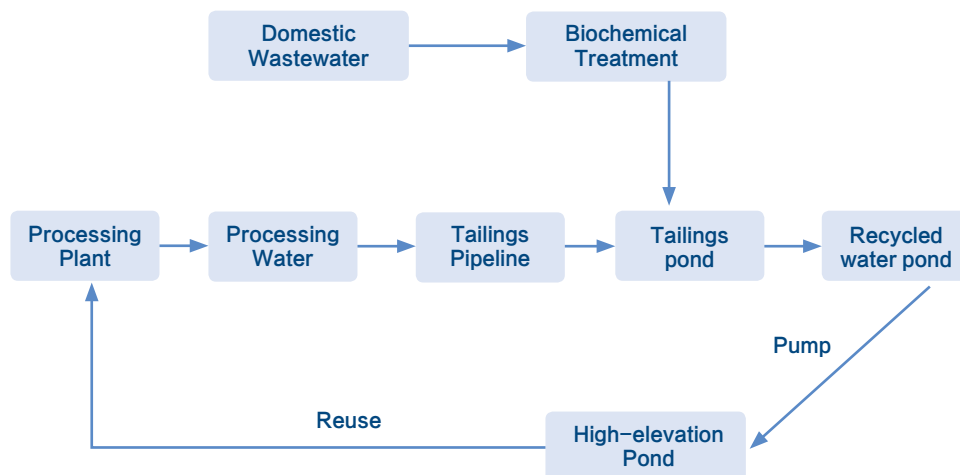 Domestic
Wastewater
Biochemical
Treatment
Processing
Plant
Processing
Water
Tailings
Pipeline
Tailings
pond
Recycled
water pond
Pump
Reuse
High-elevation
Pond